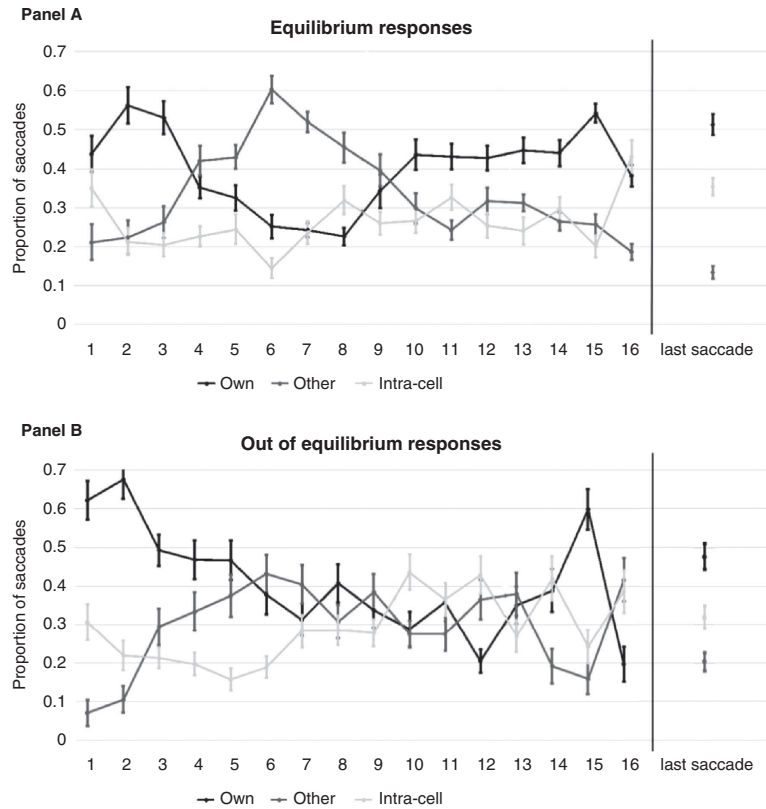 Panel A
Equilibrium responses
Proportion of saccades
0.7
0.6
0.5
0.4
0.3
0.2
0.1
0
1 2 3 4 5 6 7 8 9 10 11 12 13 14 15 16 last saccade
Own Other Intra-cell
Panel B
Out of equilibrium responses
Proportion of saccades
0.7
0.6
0.5
0.4
0.3
0.2
0.1
0
1 2 3 4 5 6 7 8 9 10 11 12 13 14 15 16 last saccade
Own Other Intra-cell